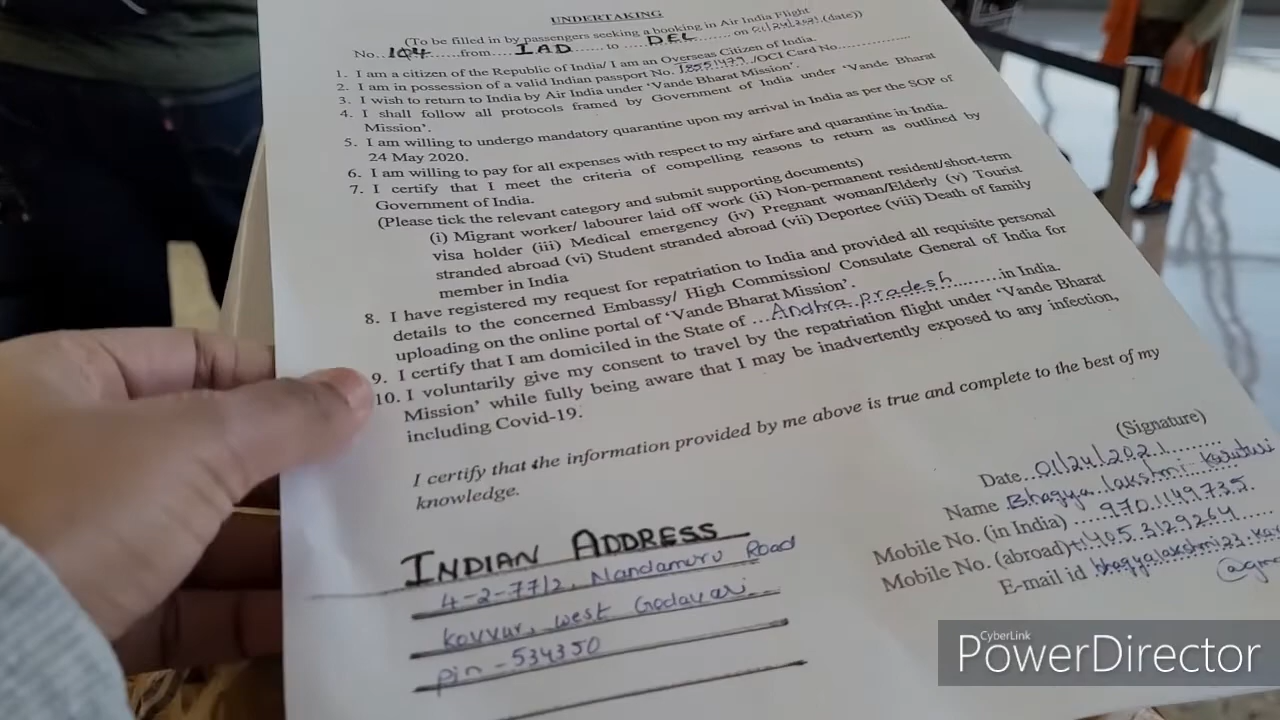 UNDERTAKING
(To be filled in by passengers seeking a booking in Air India Flight
No..104.......from....IAD......to ....DEL....... on 01/24/2021.(date))
1. I am a citizen of the Republic of India/ I am an Overseas Citizen of India.
2. I am in possession of a valid Indian passport No. /OCI Card No..................
3. I wish to return to India by Air India under 'Vande Bharat Mission'.
4. I shall follow all protocols framed by Government of India under 'Vande Bharat
Mission'.
5. I am willing to undergo mandatory quarantine upon my arrival in India as per the SOP of
24 May 2020.
6. I am willing to pay for all expenses with respect to my airfare and quarantine in India.
7. I certify that I meet the criteria of compelling reasons to return as outlined by
Government of India.
(Please tick the relevant category and submit supporting documents)
(i) Migrant worker/ labourer laid off work (ii) Non-permanent resident/short-term
visa holder (iii) Medical emergency (iv) Pregnant woman/Elderly (v) Tourist
stranded abroad (vi) Student stranded abroad (vii) Deportee (viii) Death of family
member in India
8. I have registered my request for repatriation to India and provided all requisite personal
details to the concerned Embassy/ High Commission/ Consulate General of India for
uploading on the online portal of 'Vande Bharat Mission'.
9. I certify that I am domiciled in the State of ...Andhra pradesh..........in India.
10. I voluntarily give my consent to travel by the repatriation flight under 'Vande Bharat
Mission' while fully being aware that I may be inadvertently exposed to any infection,
including Covid-19.
I certify that the information provided by me above is true and complete to the best of my
knowledge.
(Signature)
Date...01/24/2021........
Name Bhagya lakshmi
Mobile No. (in India) ....9701149735.
Mobile No. (abroad)+1405 3129264
E-mail id bhagyalakshmi23.
INDIAN ADDRESS
4-2-77/2, Nandamuru Road
kovvur, west Godavari
pin-534350
CyberLink
PowerDirector